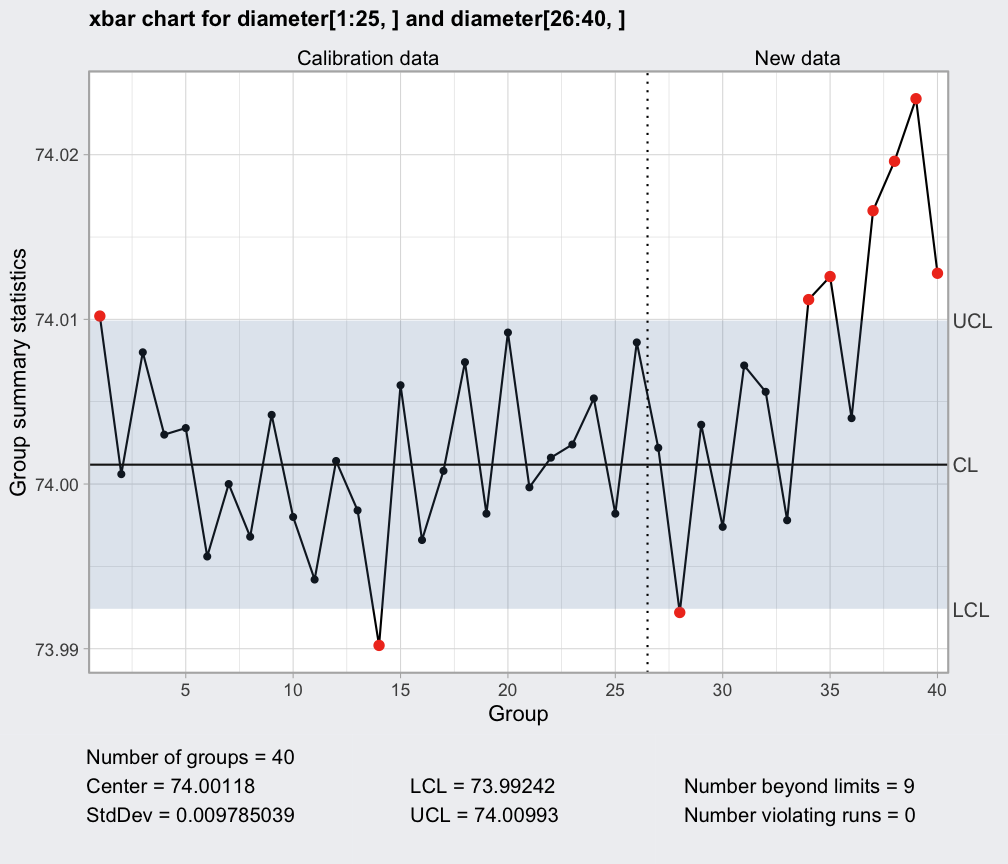 xbar chart for diameter[1:25, ] and diameter[26:40, ]
Calibration data New data
74.02
74.01
74.00
73.99
Group summary statistics
UCL
CL
LCL
5 10 15 20 25 30 35 40
Group
Number of groups = 40
Center = 74.00118 LCL = 73.99242 Number beyond limits = 9
StdDev = 0.009785039 UCL = 74.00993 Number violating runs = 0